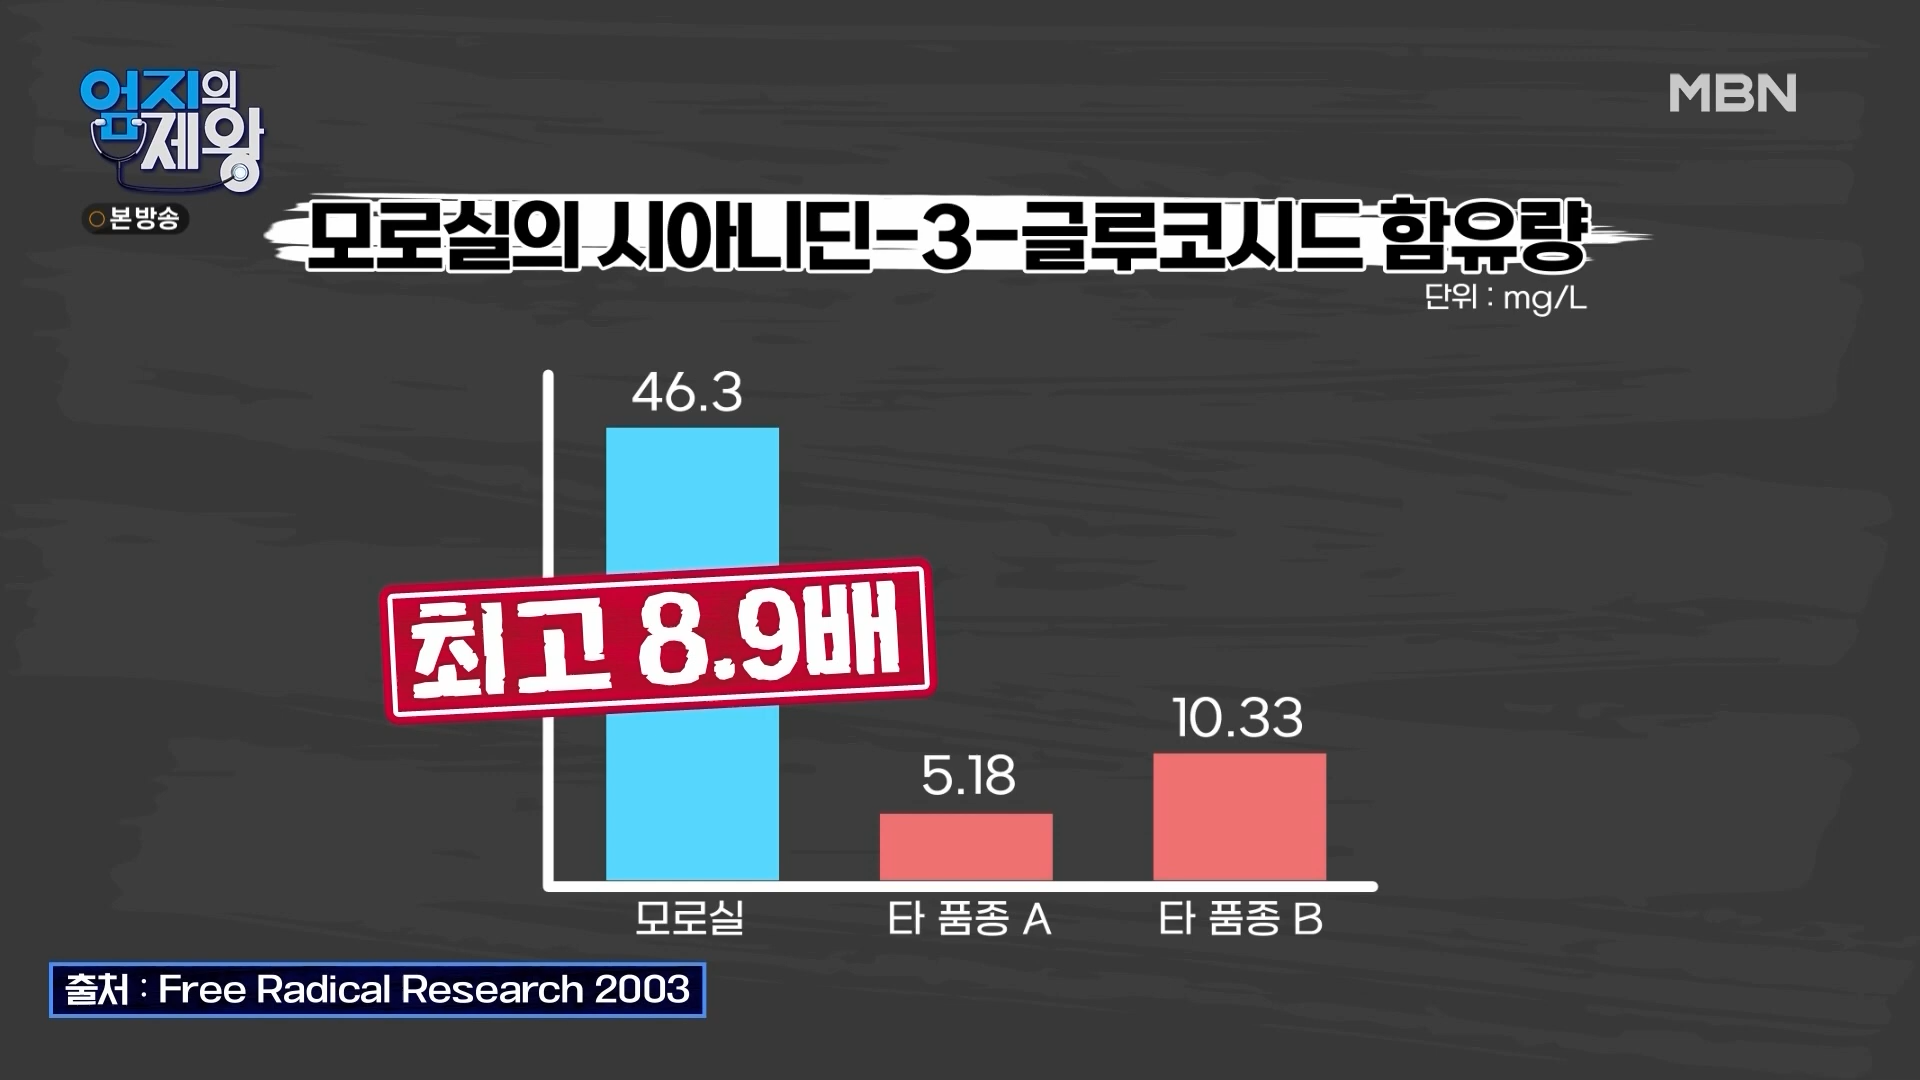 엄지의
제왕
본방송
MBN
모로실의 시아니딘-3-글루코시드 함유량
단위 : mg/L
46.3
최고 8.9배
5.18
10.33
모로실
타 품종 A
타 품종 B
출처 : Free Radical Research 2003